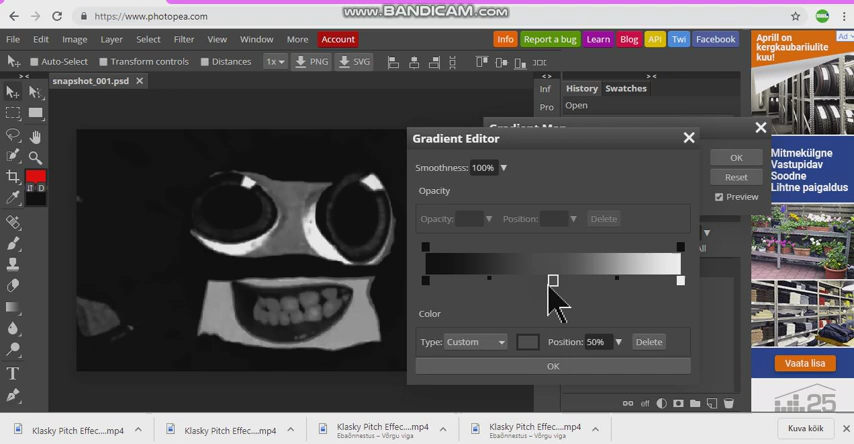 www.BANDICAM.com
https://www.photopea.com
File Edit Image Layer Select Filter View Window More Account
Info Report a bug Learn Blog API Twi Facebook
Auto-Select Transform controls Distances 1x PNG SVG
snapshot_001.psd
Inf
Pro
History Swatches
Open
Gradient Editor
OK
Reset
Preview
All
Smoothness: 100%
Opacity
Opacity: Position: Delete
Color
Type: Custom Position: 50% Delete
OK
eff
D
T
Ad
Aprill on
kergkaubariiulite
kuu!
Mitmekülgne
Vastupidav
Soodne
Lihtne paigaldus
Vaata lisa
25
Klasky Pitch Effec....mp4
Klasky Pitch Effec....mp4
Klasky Pitch Effec....mp4
Ebaõnnestus – Võrgu viga
Klasky Pitch Effec....mp4
Ebaõnnestus – Võrgu viga
Kuva kõik